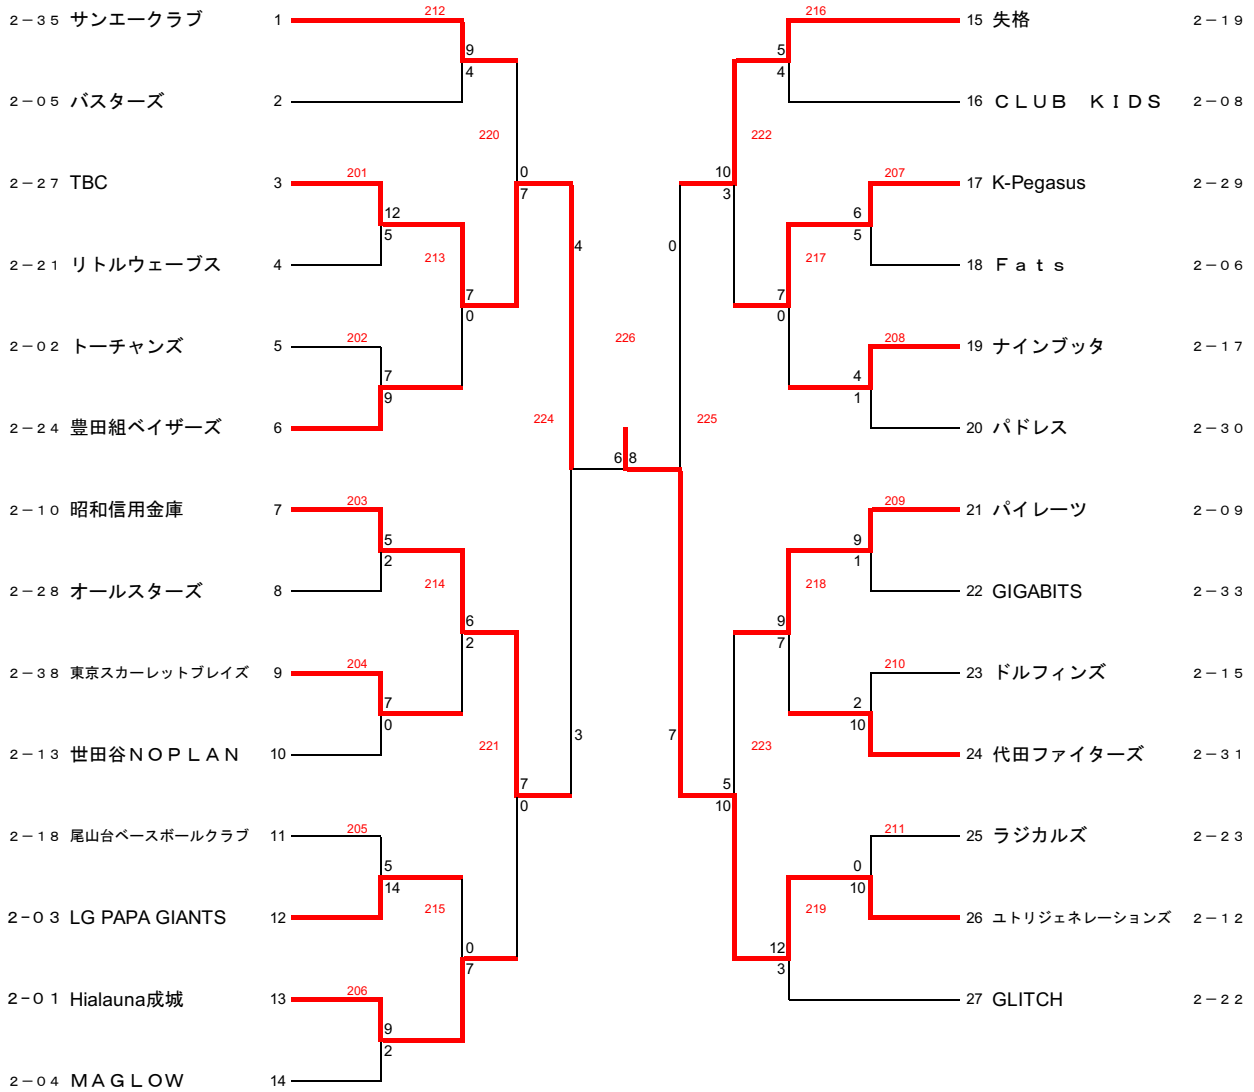 2-35 サンエークラブ 1
212
9
4
2-05 バスターズ 2
220
2-27 TBC 3
201
12
5
0
7
2-21 リトルウェーブス 4
213
4
7
0
2-02 トーチャンズ 5
202
7
9
2-24 豊田組ベイザーズ 6
224
2-10 昭和信用金庫 7
203
5
2
2-28 オールスターズ 8
214
6
2
2-38 東京スカーレットブレイズ 9
204
7
0
2-13 世田谷NOPLAN 10
221
3
7
0
2-18 尾山台ベースボールクラブ 11
205
5
14
2-03 LG PAPA GIANTS 12
215
0
7
2-01 Hialauna成城 13
206
9
2
2-04 MAGLOW 14
226
6 8
216
15 失格 2-19
5
4
16 CLUB KIDS 2-08
222
10
3
207
17 K-Pegasus 2-29
6
5
0
217
18 Fats 2-06
7
0
208
19 ナインブッタ 2-17
4
1
225
20 パドレス 2-30
209
21 パイレーツ 2-09
9
1
218
22 GIGABITS 2-33
9
7
210
23 ドルフィンズ 2-15
2
10
7
223
24 代田ファイターズ 2-31
5
10
211
25 ラジカルズ 2-23
0
10
219
26 ユトリジェネレーションズ 2-12
12
3
27 GLITCH 2-22